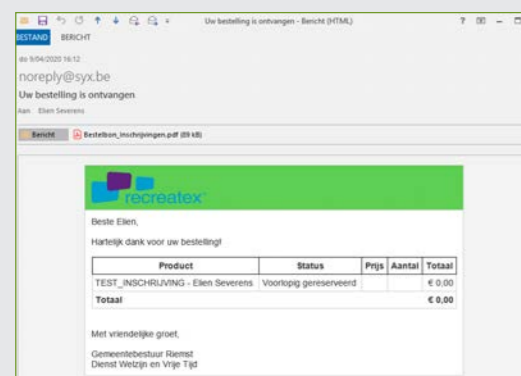 Uw bestelling is ontvangen - Bericht (HTML)
BESTAND BERICHT
do 9/04/2020 16:12
noreply@syx.be
Uw bestelling is ontvangen
Aan Elien Severens
Bericht Bestelbon_inschrijvingen.pdf (89 kB)
recreatex
Beste Elien,
Hartelijk dank voor uw bestelling!
Product Status Prijs Aantal Totaal
TEST_INSCHRIJVING - Elien Severens Voorlopig gereserveerd € 0,00
Totaal € 0,00
Met vriendelijke groet,
Gemeentebestuur Riemst
Dienst Welzijn en Vrije Tijd